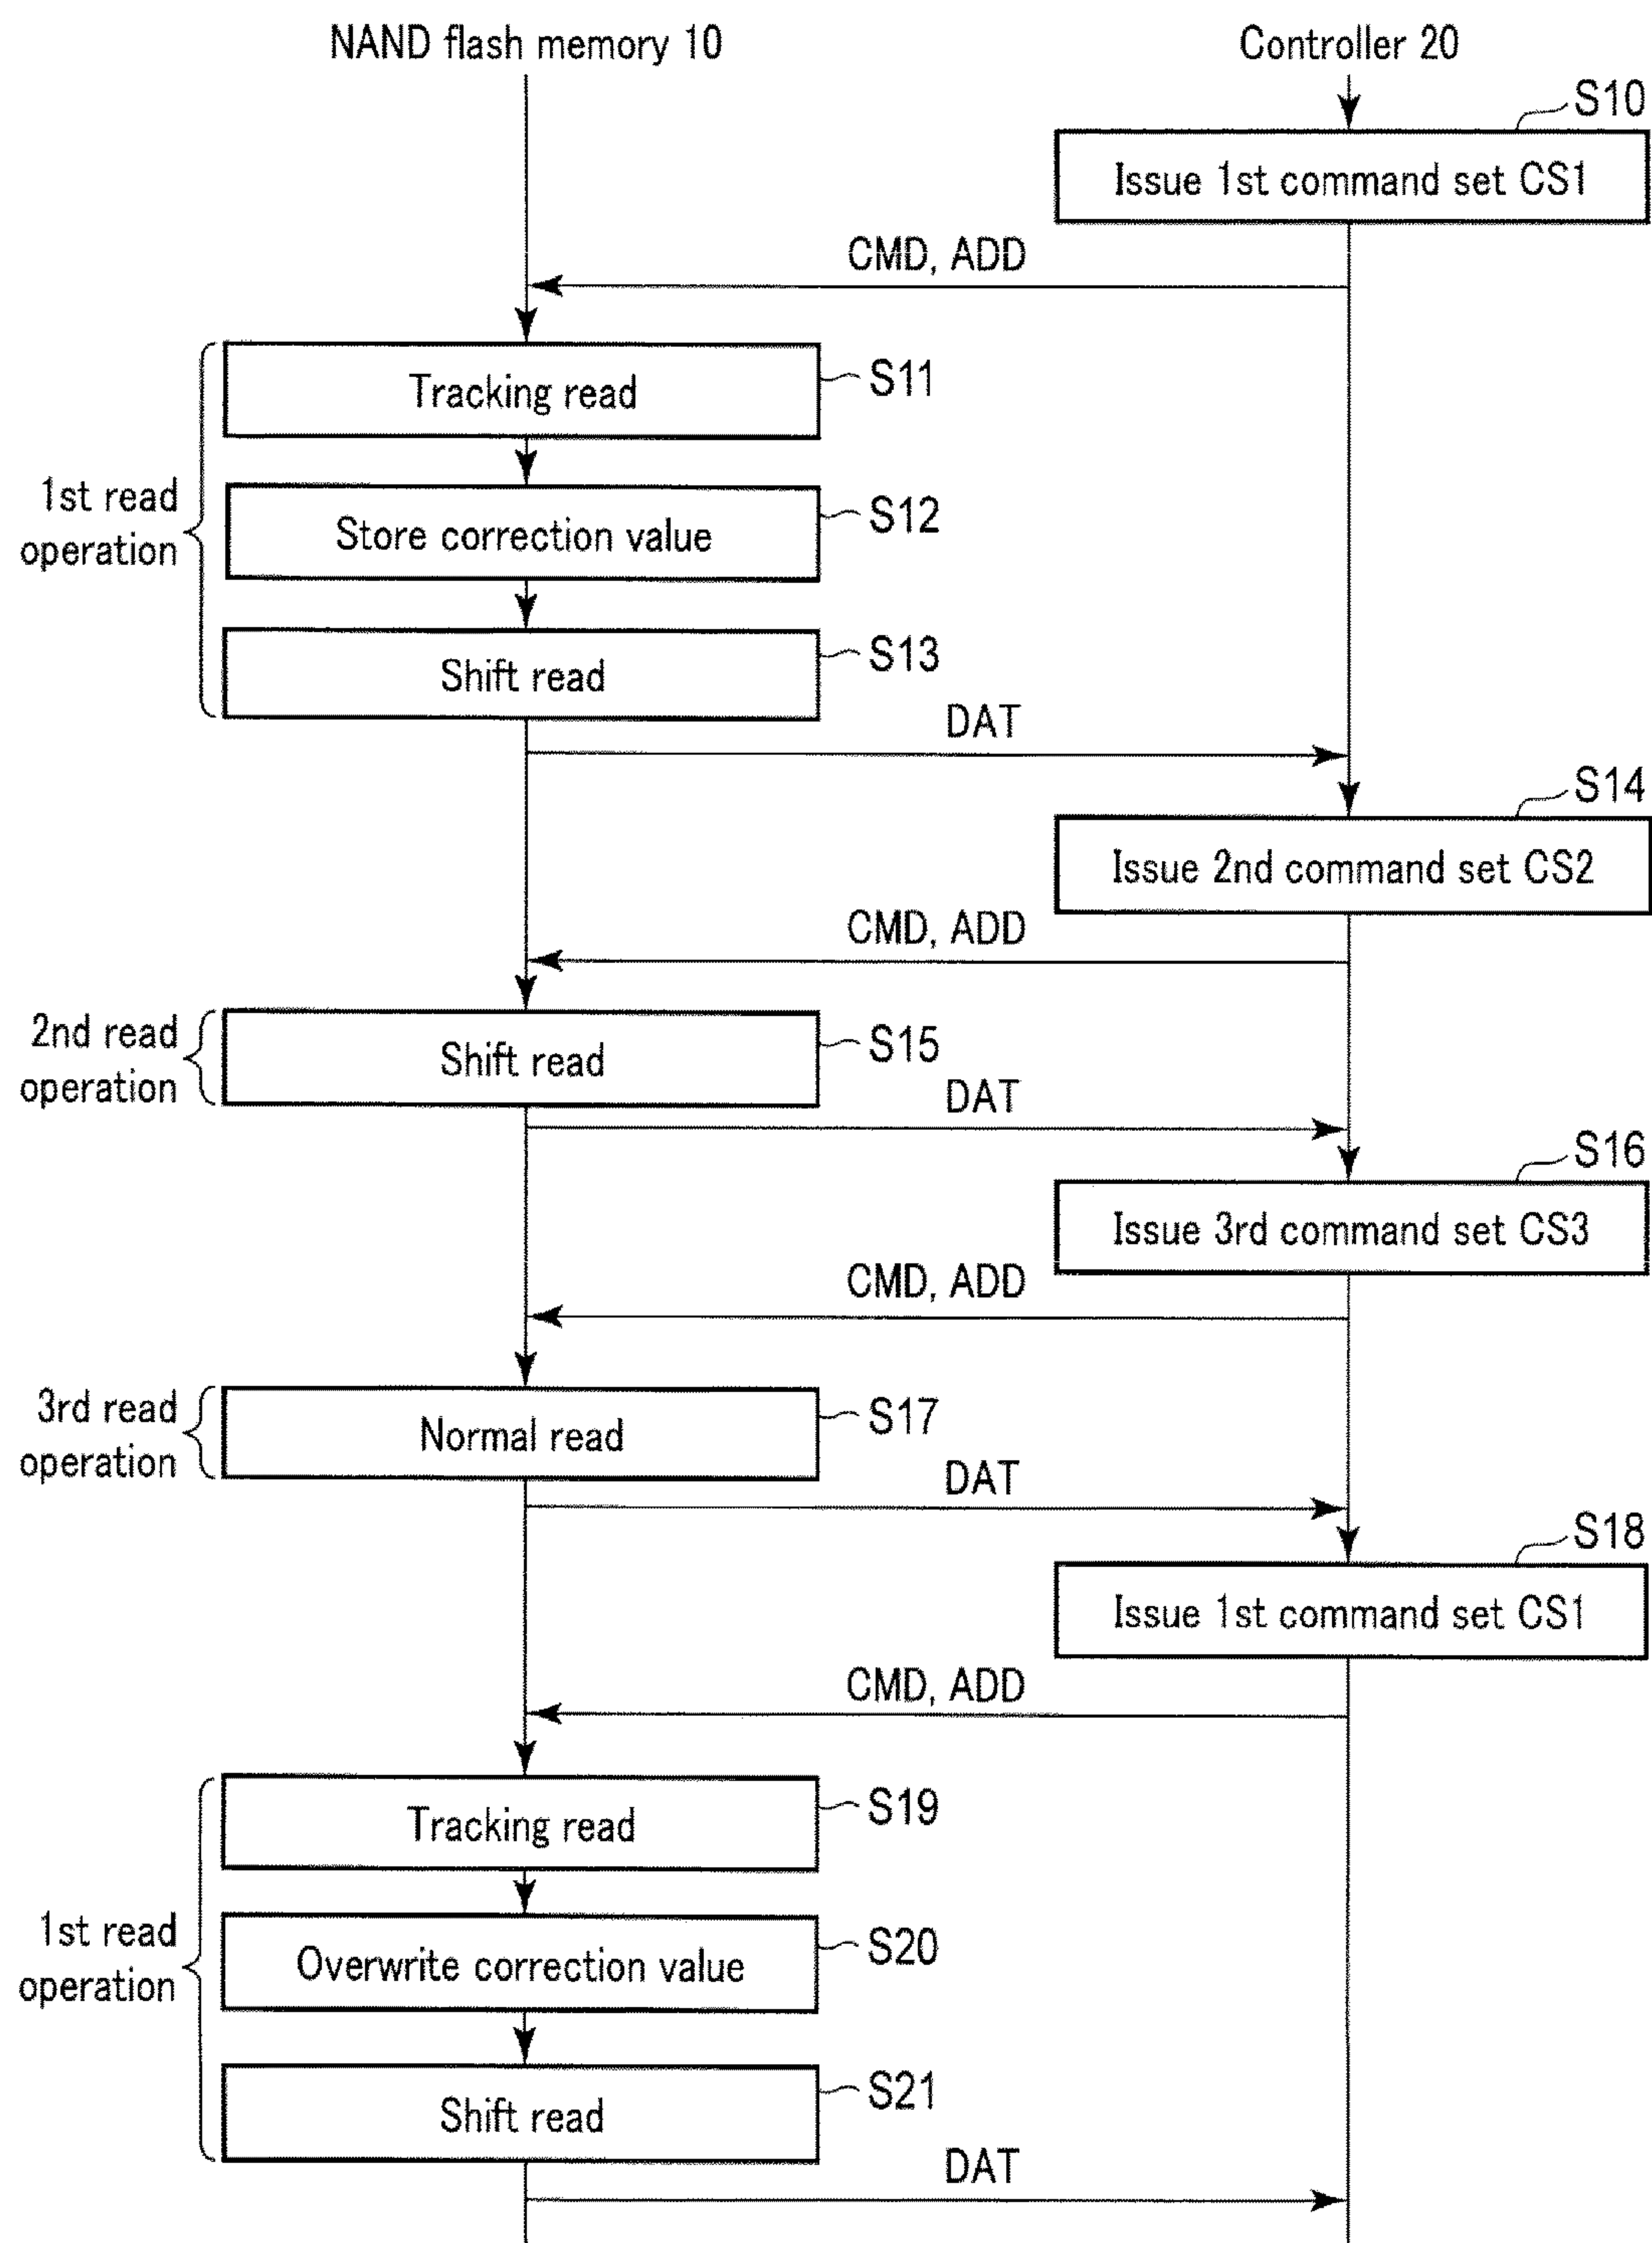 NAND flash memory 10
Controller 20
S10
Issue 1st command set CS1
CMD, ADD
Tracking read
S11
1st read
operation
Store correction value
S12
Shift read
S13
DAT
S14
Issue 2nd command set CS2
CMD, ADD
2nd read
operation
Shift read
S15
DAT
S16
Issue 3rd command set CS3
CMD, ADD
3rd read
operation
Normal read
S17
DAT
S18
Issue 1st command set CS1
CMD, ADD
Tracking read
S19
1st read
operation
Overwrite correction value
S20
Shift read
S21
DAT